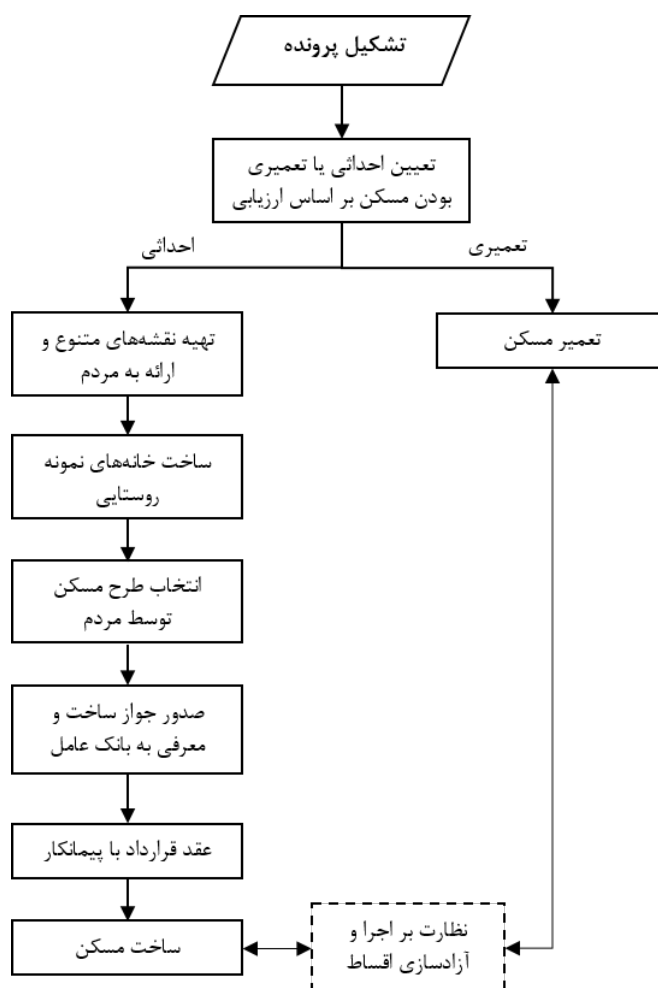 تشکیل پرونده
تعیین احداثی یا تعمیری
بودن مسکن بر اساس ارزیابی
تعمیری
احداثی
تعمیر مسکن
تهیه نقشه‌های متنوع و
ارائه به مردم
ساخت خانه‌های نمونه
روستایی
انتخاب طرح مسکن
توسط مردم
صدور جواز ساخت و
معرفی به بانک عامل
عقد قرارداد با پیمانکار
ساخت مسکن
نظارت بر اجرا و
آزادسازی اقساط